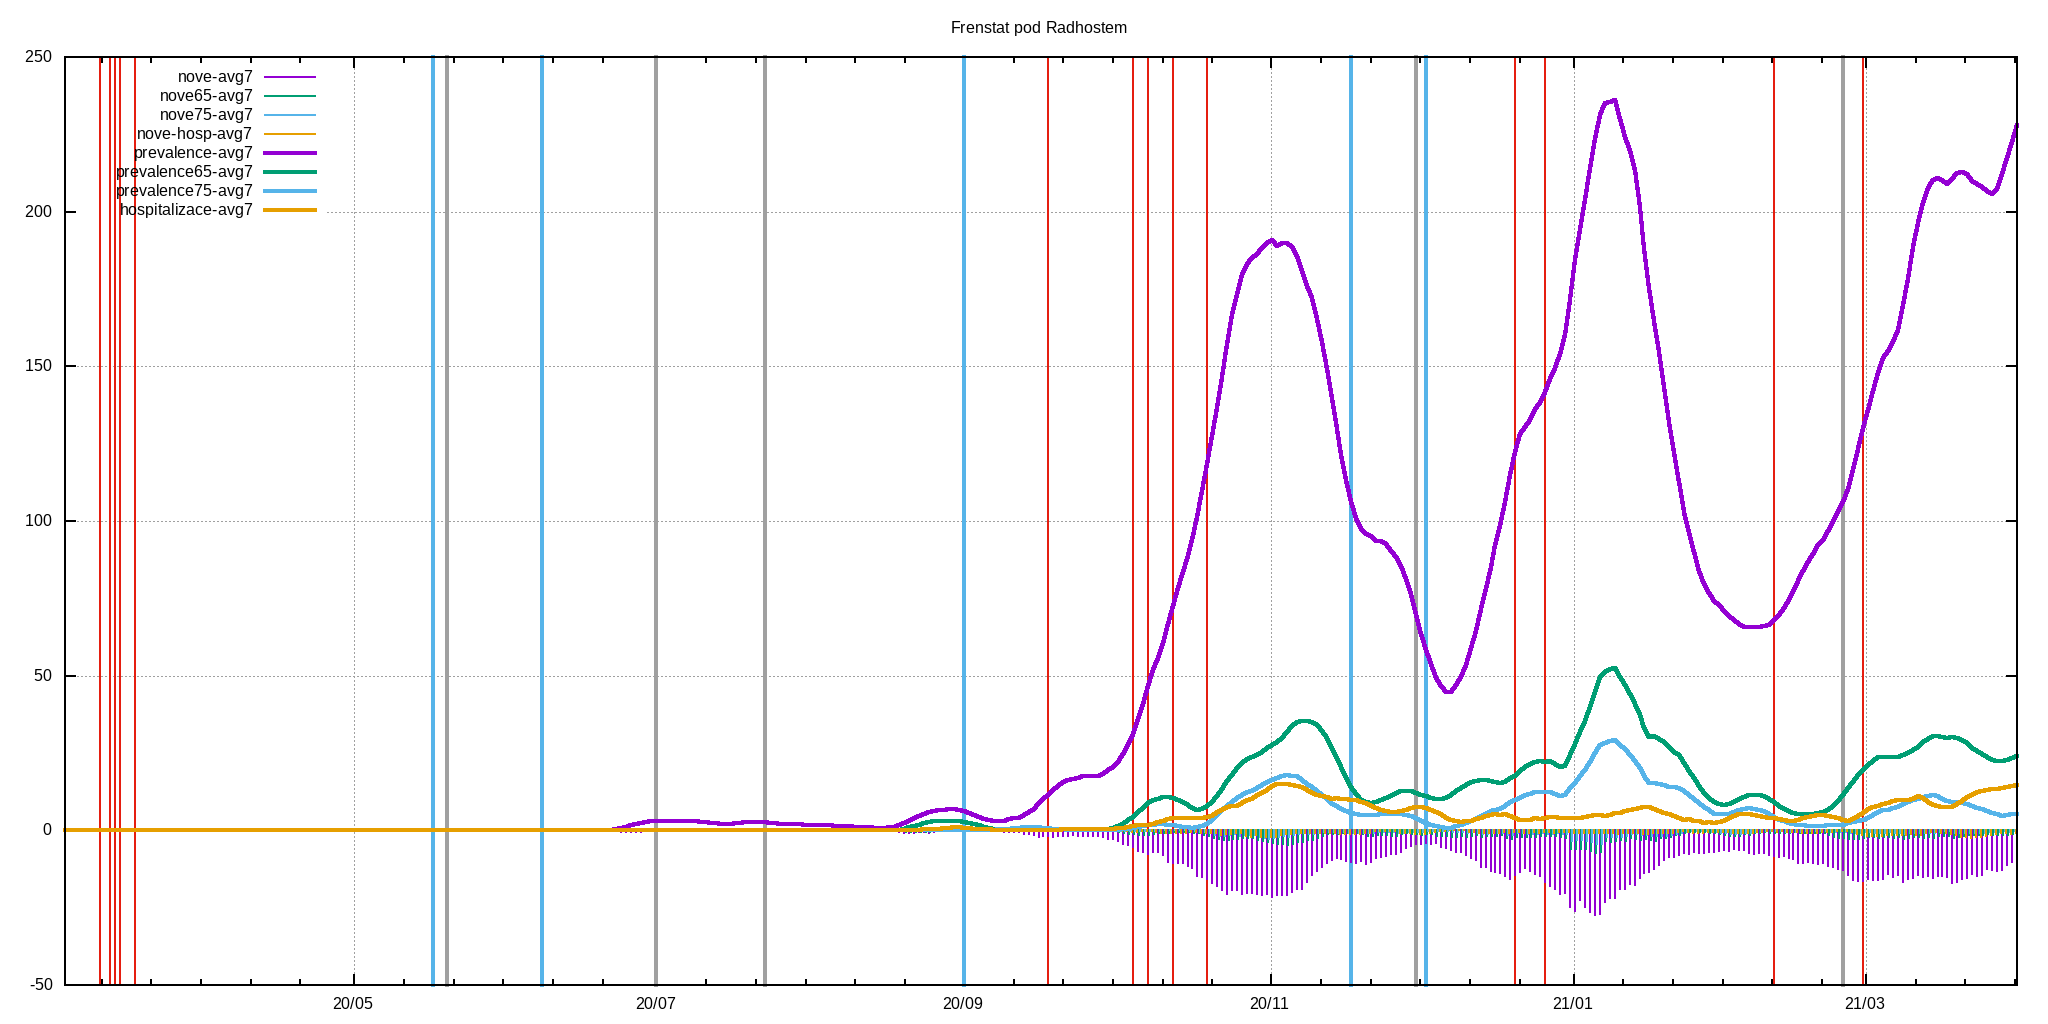 Frenstat pod Radhostem
250
nove-avg7
nove65-avg7
nove75-avg7
nove-hosp-avg7
prevalence-avg7
prevalence65-avg7
prevalence75-avg7
hospitalizace-avg7
200
150
100
50
0
-50
20/05 20/07 20/09 20/11 21/01 21/03